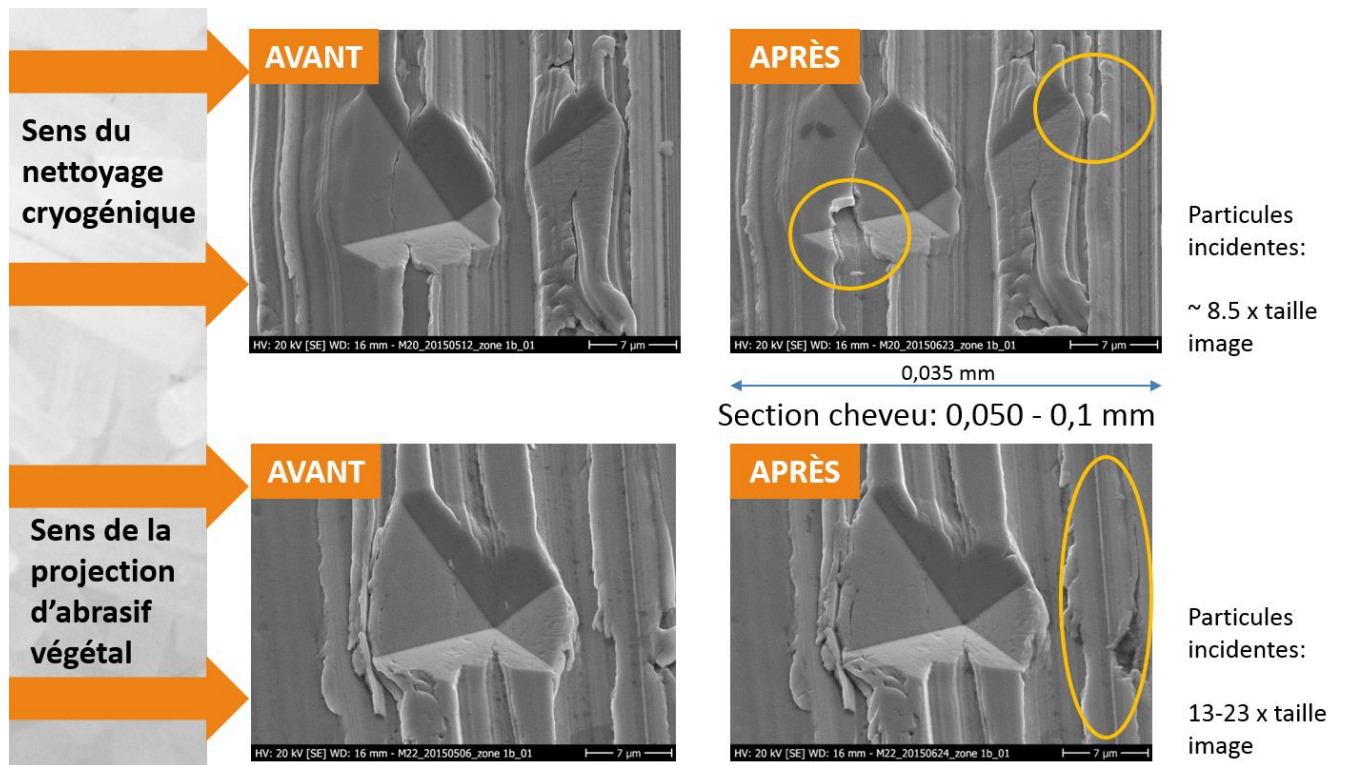 AVANT
APRÈS
Sens du
nettoyage
cryogénique
Particules
incidentes:
~ 8.5 x taille
image
HV: 20 kV [SE] WD: 16 mm - M20_20150512_zone 1b_01
7 µm
HV: 20 kV [SE] WD: 16 mm - M20_20150623_zone 1b_01
7 µm
0,035 mm
Section cheveu: 0,050 - 0,1 mm
AVANT
APRÈS
Sens de la
projection
d’abrasif
végétal
Particules
incidentes:
13-23 x taille
image
HV: 20 kV [SE] WD: 16 mm - M22_20150506_zone 1b_01
7 µm
HV: 20 kV [SE] WD: 16 mm - M22_20150624_zone 1b_01
7 µm